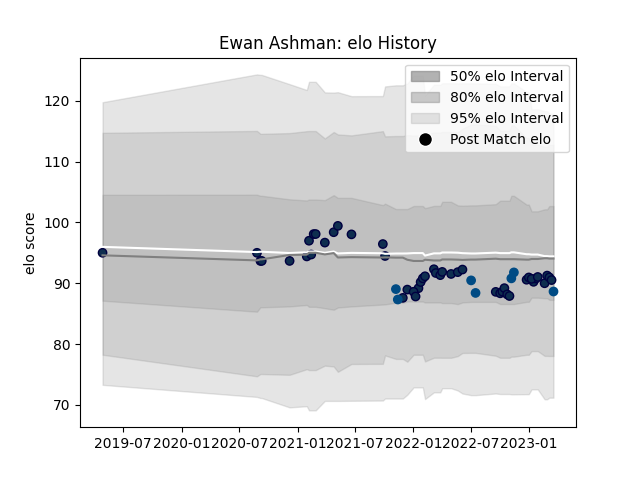 Ewan Ashman: elo History
50% elo Interval
80% elo Interval
95% elo Interval
Post Match elo
elo score
120
110
100
90
80
70
2019-07 2020-01 2020-07 2021-01 2021-07 2022-01 2022-07 2023-01